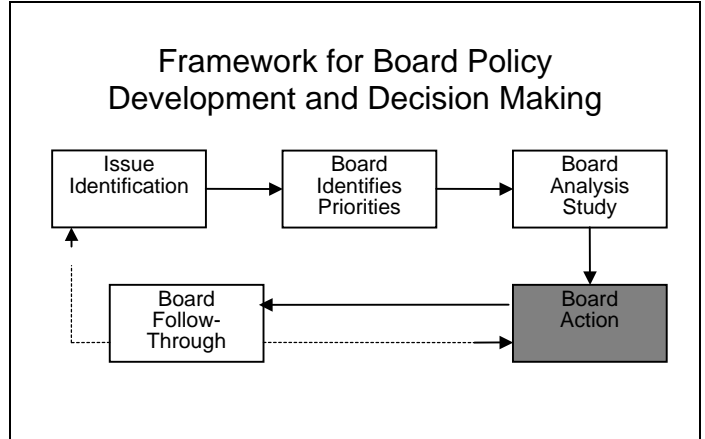 Framework for Board Policy
Development and Decision Making
Issue
Identification
Board
Identifies
Priorities
Board
Analysis
Study
Board
Follow-
Through
Board
Action